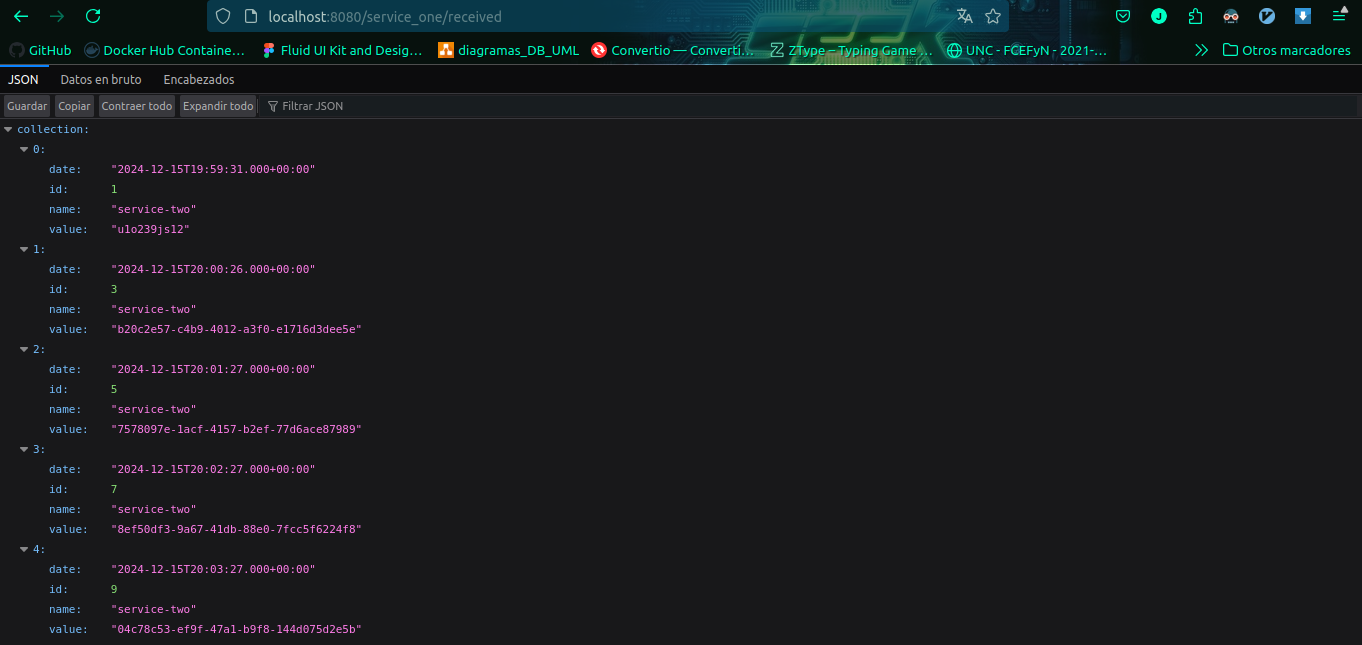 localhost:8080/service_one/received
GitHub Docker Hub Containe... Fluid UI Kit and Desig... diagramas_DB_UML Convertio — Converti... ZType – Typing Game ... UNC - FCEFyN - 2021-... Otros marcadores
JSON Datos en bruto Encabezados
Guardar Copiar Contraer todo Expandir todo Filtrar JSON
collection:
0:
date: "2024-12-15T19:59:31.000+00:00"
id: 1
name: "service-two"
value: "u1o239js12"
1:
date: "2024-12-15T20:00:26.000+00:00"
id: 3
name: "service-two"
value: "b20c2e57-c4b9-4012-a3f0-e1716d3dee5e"
2:
date: "2024-12-15T20:01:27.000+00:00"
id: 5
name: "service-two"
value: "7578097e-1acf-4157-b2ef-77d6ace87989"
3:
date: "2024-12-15T20:02:27.000+00:00"
id: 7
name: "service-two"
value: "8ef50df3-9a67-41db-88e0-7fcc5f6224f8"
4:
date: "2024-12-15T20:03:27.000+00:00"
id: 9
name: "service-two"
value: "04c78c53-ef9f-47a1-b9f8-144d075d2e5b"